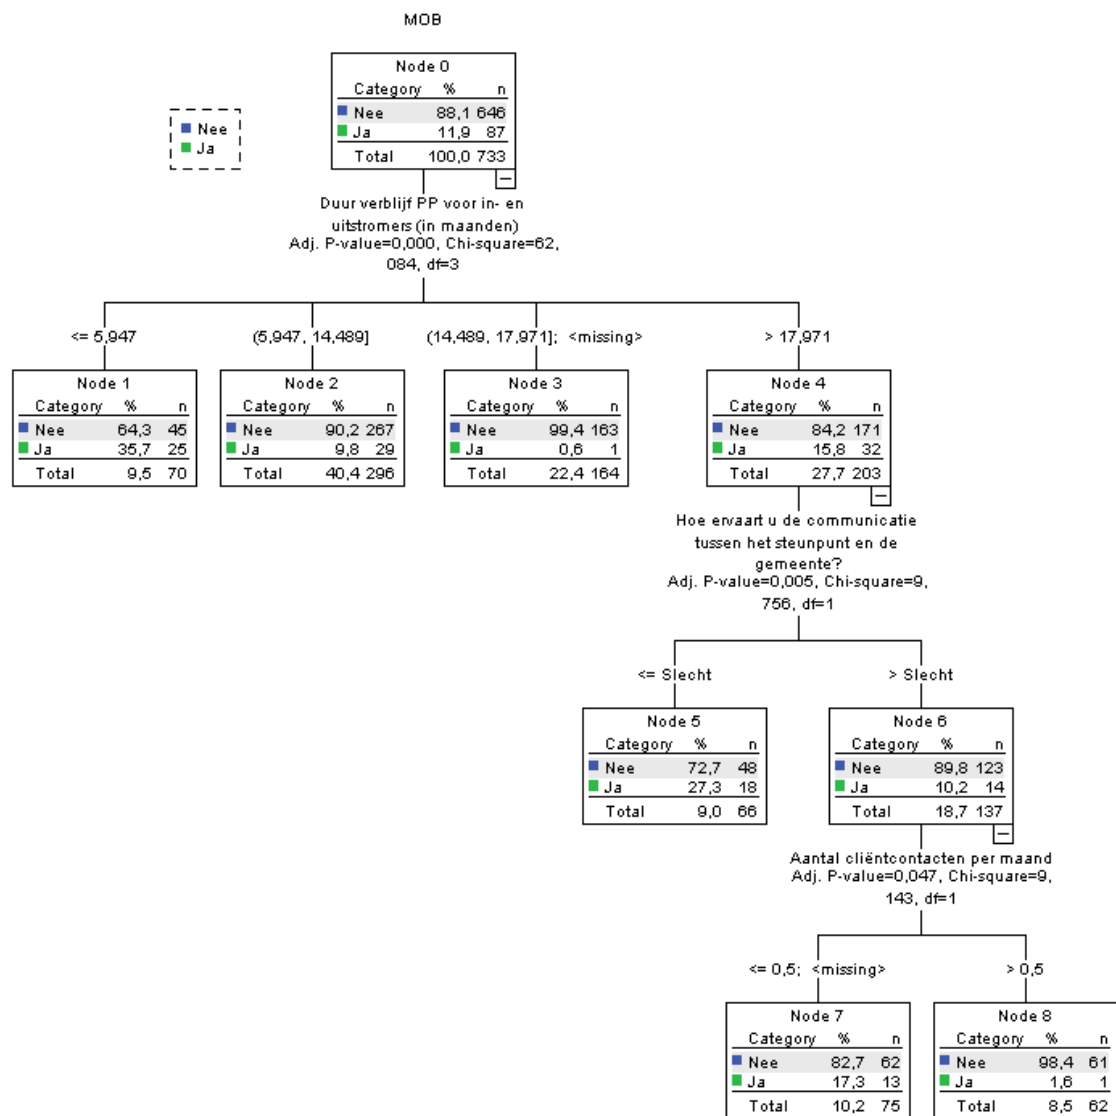 MOB
Nee
Ja
Node 0
Category % n
Nee 88,1 646
Ja 11,9 87
Total 100,0 733
Duur verblijf PP voor in- en
uitstromers (in maanden)
Adj. P-value=0,000, Chi-square=62,
084, df=3
<= 5,947
(5,947, 14,489]
(14,489, 17,971]; <missing>
> 17,971
Node 1
Category % n
Nee 64,3 45
Ja 35,7 25
Total 9,5 70
Node 2
Category % n
Nee 90,2 267
Ja 9,8 29
Total 40,4 296
Node 3
Category % n
Nee 99,4 163
Ja 0,6 1
Total 22,4 164
Node 4
Category % n
Nee 84,2 171
Ja 15,8 32
Total 27,7 203
Hoe ervaart u de communicatie
tussen het steunpunt en de
gemeente?
Adj. P-value=0,005, Chi-square=9,
756, df=1
<= Slecht
> Slecht
Node 5
Category % n
Nee 72,7 48
Ja 27,3 18
Total 9,0 66
Node 6
Category % n
Nee 89,8 123
Ja 10,2 14
Total 18,7 137
Aantal cliëntcontacten per maand
Adj. P-value=0,047, Chi-square=9,
143, df=1
<= 0,5; <missing>
> 0,5
Node 7
Category % n
Nee 82,7 62
Ja 17,3 13
Total 10,2 75
Node 8
Category % n
Nee 98,4 61
Ja 1,6 1
Total 8,5 62